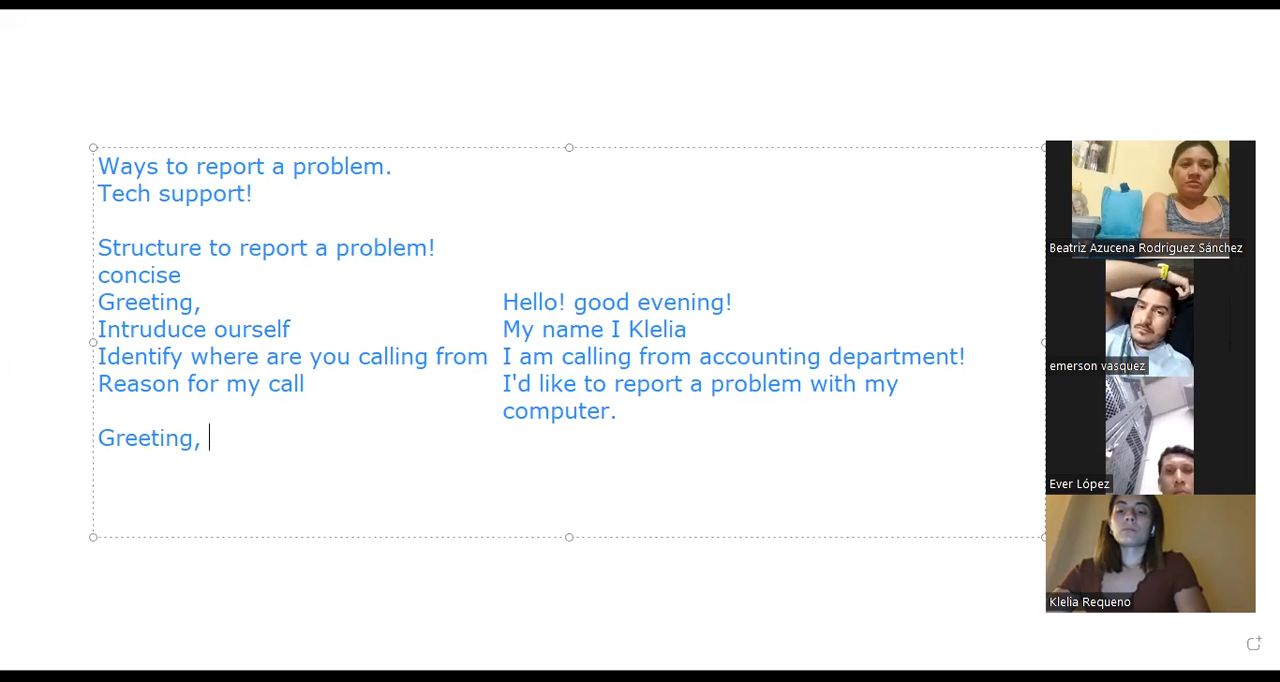 Ways to report a problem.
Tech support!
Structure to report a problem!
concise
Greeting, Hello! good evening!
Intruduce ourself My name I Klelia
Identify where are you calling from I am calling from accounting department!
Reason for my call I'd like to report a problem with my
computer.
Greeting,
Beatriz Azucena Rodriguez Sánchez
emerson vasquez
Ever López
Klelia Requeno